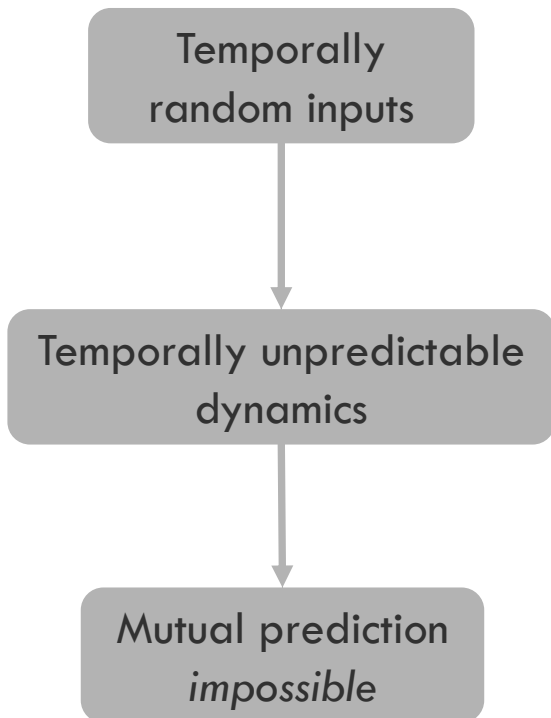 Temporally
random inputs
Temporally unpredictable
dynamics
Mutual prediction
impossible